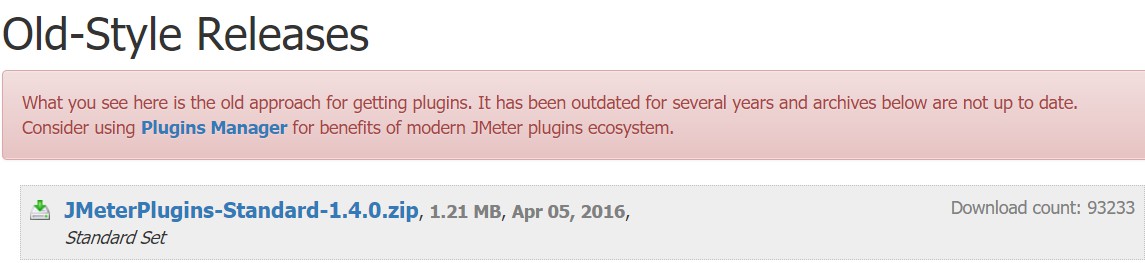 Old-Style Releases
What you see here is the old approach for getting plugins. It has been outdated for several years and archives below are not up to date.
Consider using Plugins Manager for benefits of modern JMeter plugins ecosystem.
JMeterPlugins-Standard-1.4.0.zip, 1.21 MB, Apr 05, 2016, Download count: 93233
Standard Set